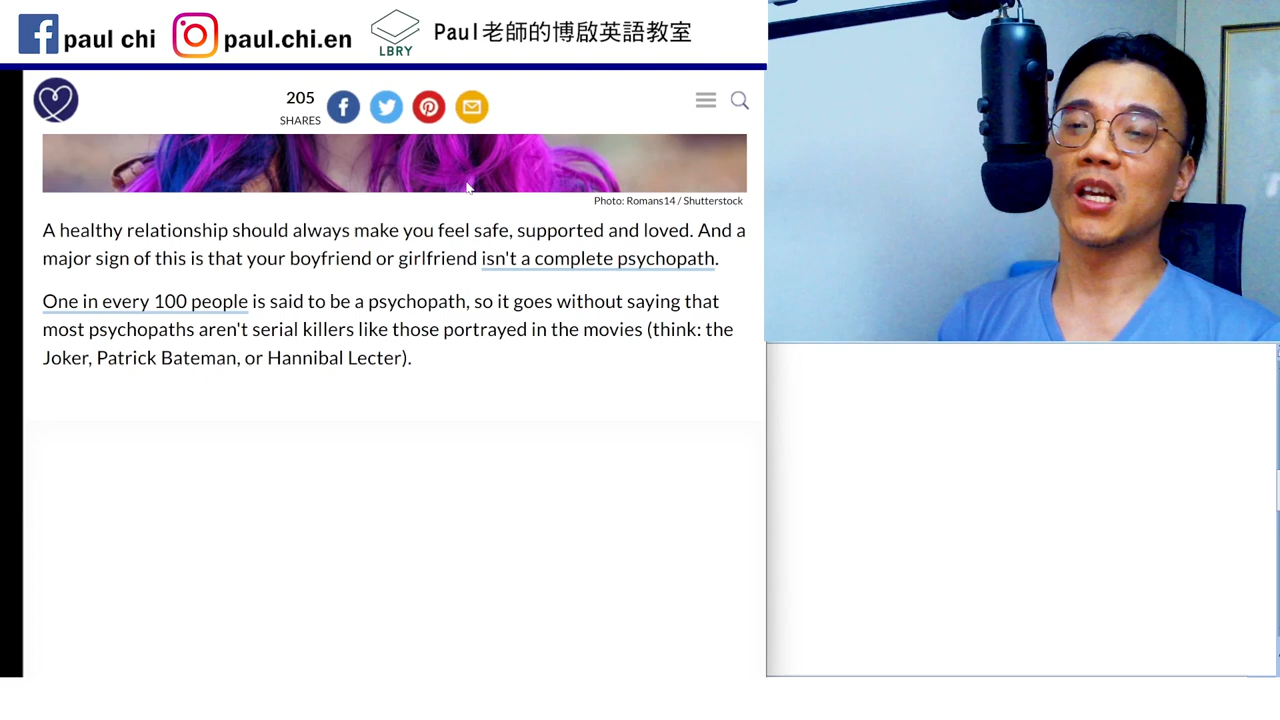 paul chi
paul.chi.en
LBRY
Paul老師的博啟英語教室
205
SHARES
Photo: Romans14 / Shutterstock
A healthy relationship should always make you feel safe, supported and loved. And a
major sign of this is that your boyfriend or girlfriend isn't a complete psychopath.
One in every 100 people is said to be a psychopath, so it goes without saying that
most psychopaths aren't serial killers like those portrayed in the movies (think: the
Joker, Patrick Bateman, or Hannibal Lecter).